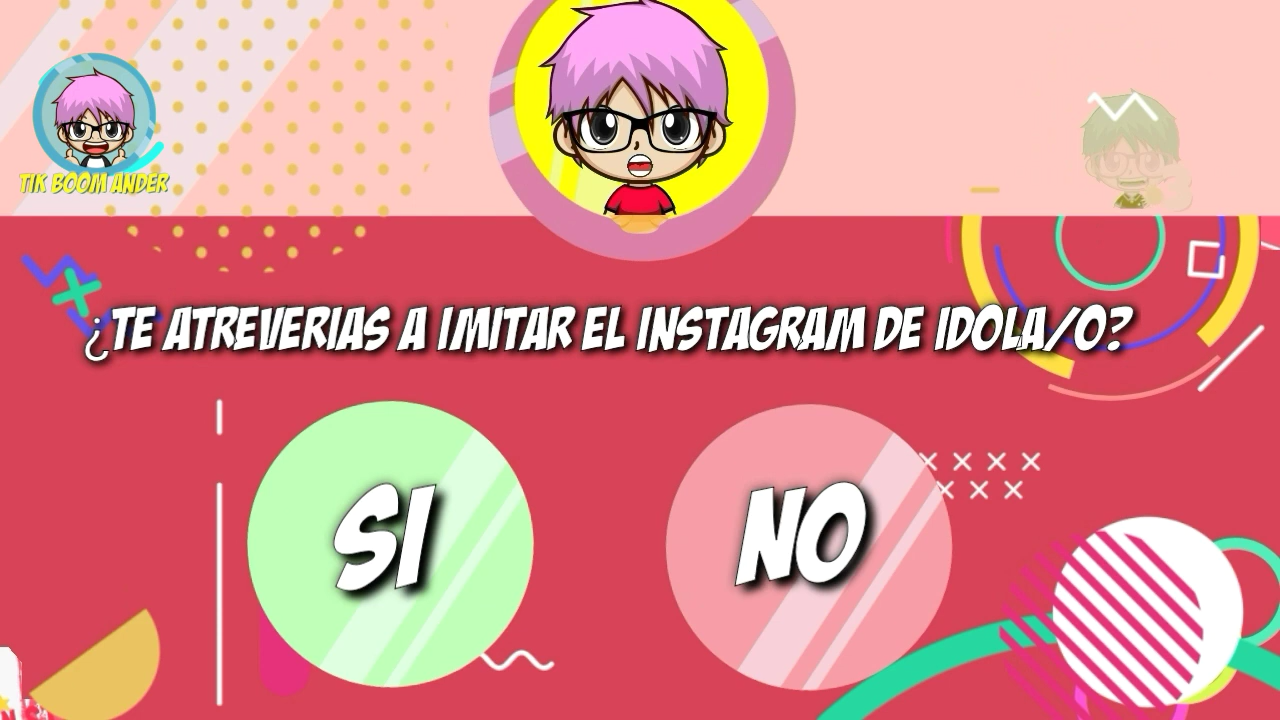 TIK BOOM ANDER
¿TE ATREVERIAS A IMITAR EL INSTAGRAM DE IDOLA/O?
SI
NO